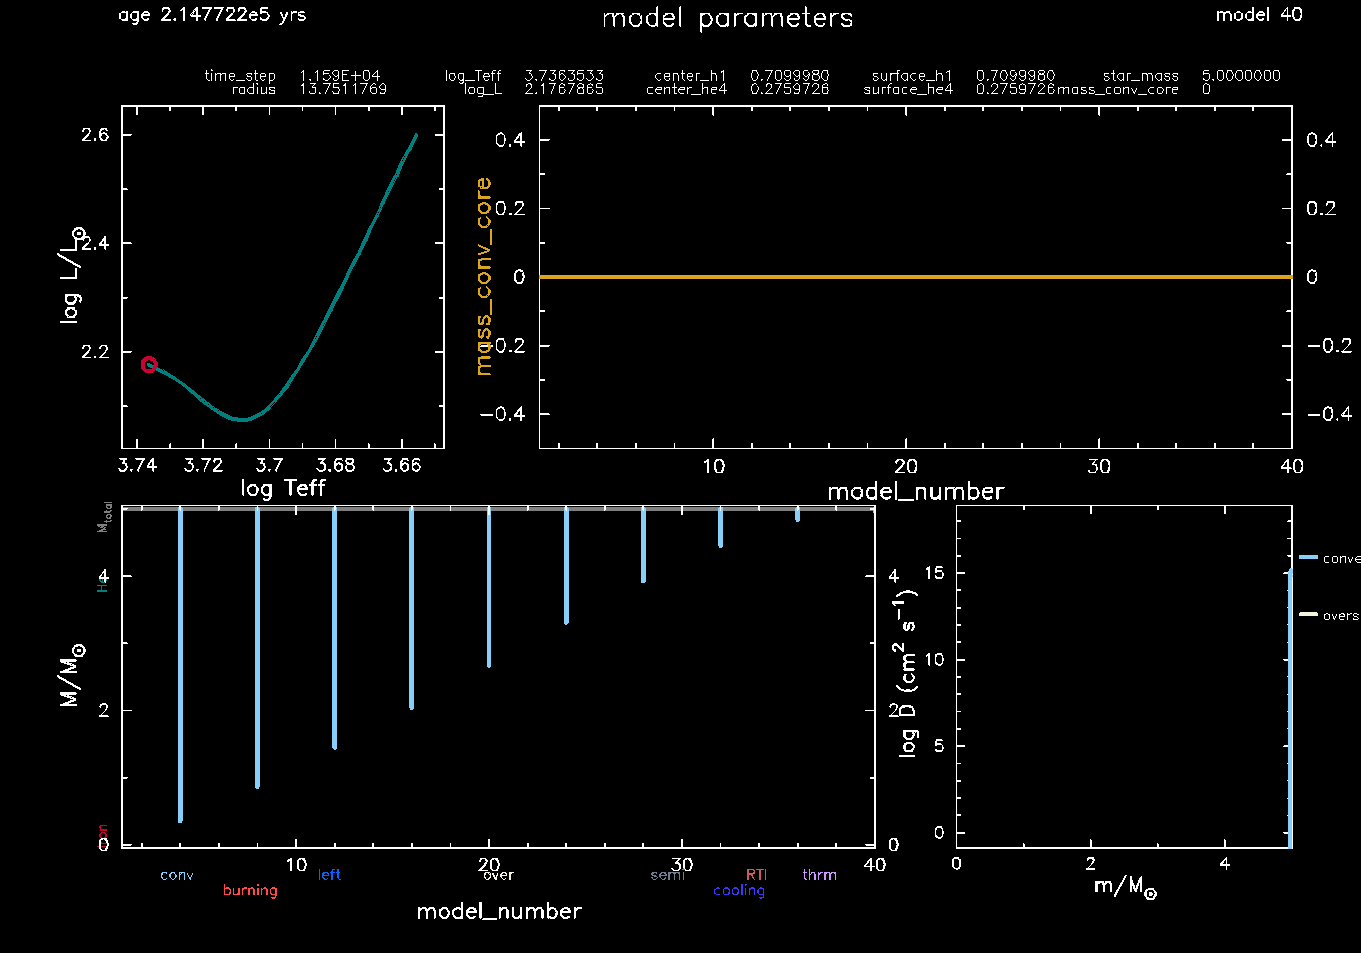 age 2.147722e5 yrs
model parameters
model 40
time_step 1.159E+04 log_Teff 3.7363533 center_h1 0.7099980 surface_h1 0.7099980 star_mass 5.0000000
radius 13.7511769 log_L 2.1767865 center_he4 0.2759726 surface_he4 0.2759726 mass_conv_core 0
2.6
2.4
2.2
log L/L☉
3.74 3.72 3.7 3.68 3.66
log Teff
mass_conv_core
0.4
0.2
0
−0.2
−0.4
0.4
0.2
0
−0.2
−0.4
10 20 30 40
model_number
M total
He
4
2
0
M/M☉
4
2
0
10 20 30 40
conv left over semi RTI thrm
burning cooling
model_number
log D (cm² s⁻¹)
15
10
5
0
0 2 4
m/M☉
conve
overs